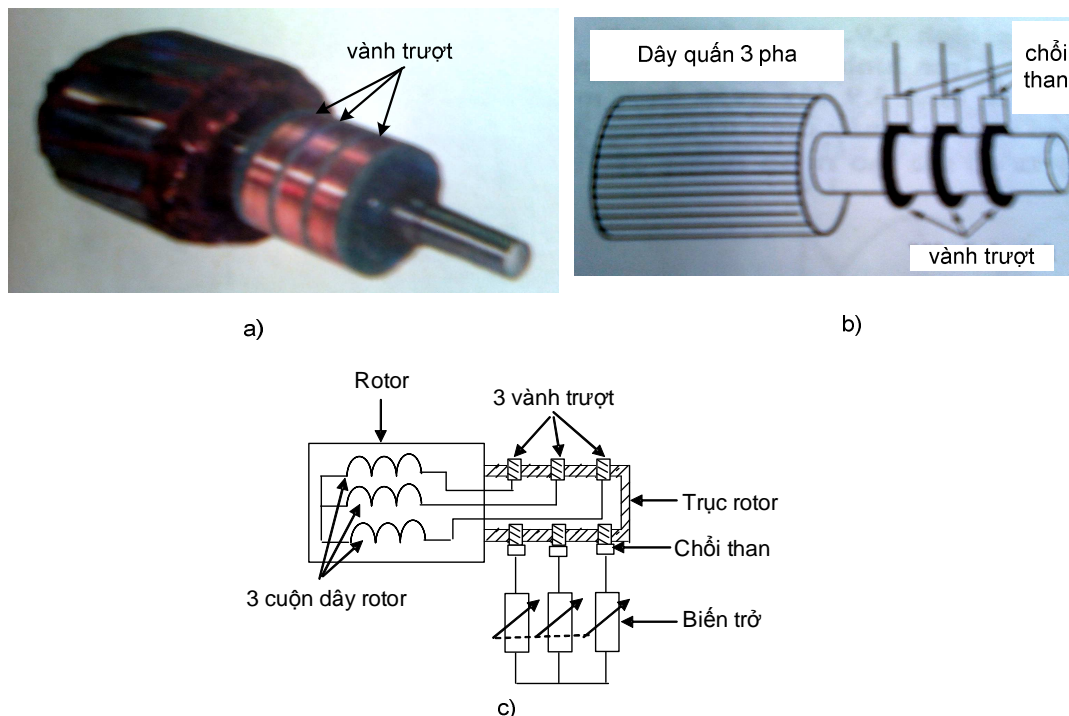 vành trượt
a)
Dây quấn 3 pha
chổi
than
vành trượt
b)
Rotor
3 vành trượt
Trục rotor
Chổi than
3 cuộn dây rotor
Biến trở
c)